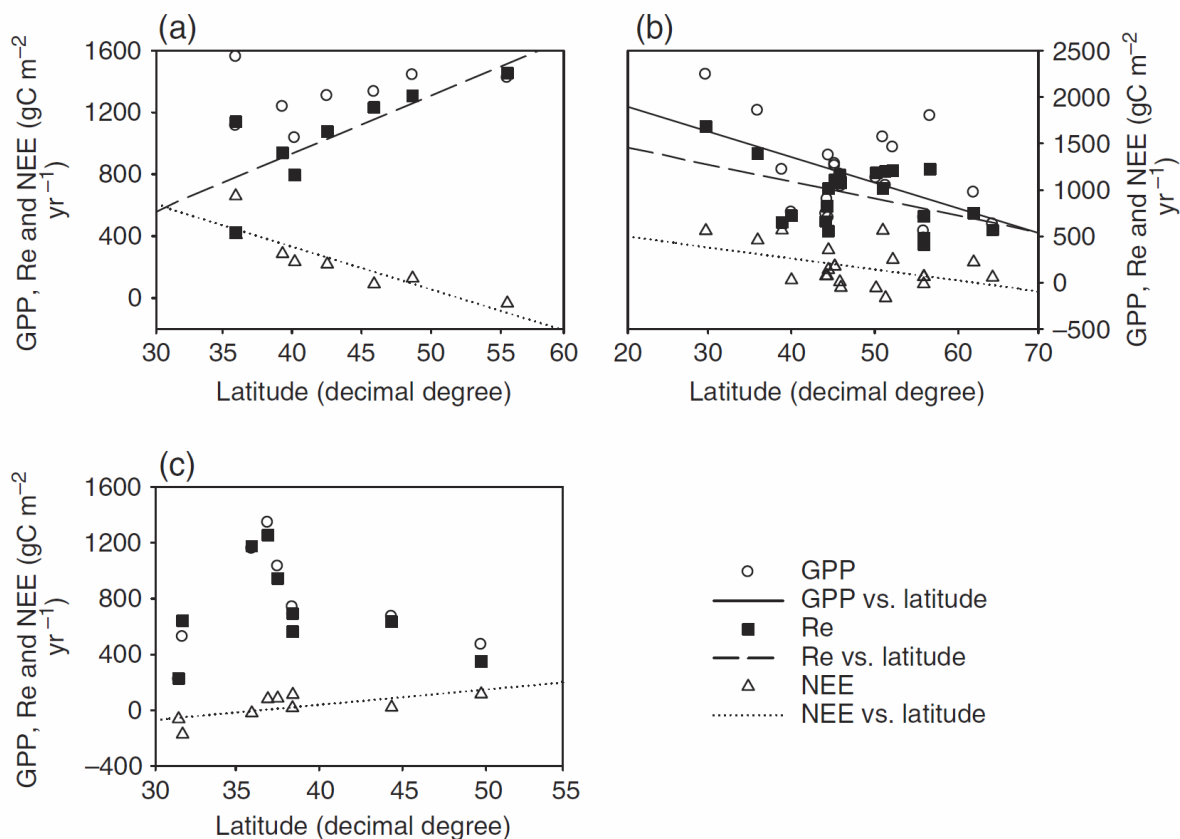 (a)
GPP, Re and NEE (gC m⁻²
yr⁻¹)
1600
1200
800
400
0
30 35 40 45 50 55 60
Latitude (decimal degree)
(b)
2500
2000
1500
1000
500
0
−500
GPP, Re and NEE (gC m⁻²
yr⁻¹)
20 30 40 50 60 70
Latitude (decimal degree)
(c)
GPP, Re and NEE (gC m⁻²
yr⁻¹)
1600
1200
800
400
0
−400
30 35 40 45 50 55
Latitude (decimal degree)
GPP
GPP vs. latitude
Re
Re vs. latitude
NEE
NEE vs. latitude